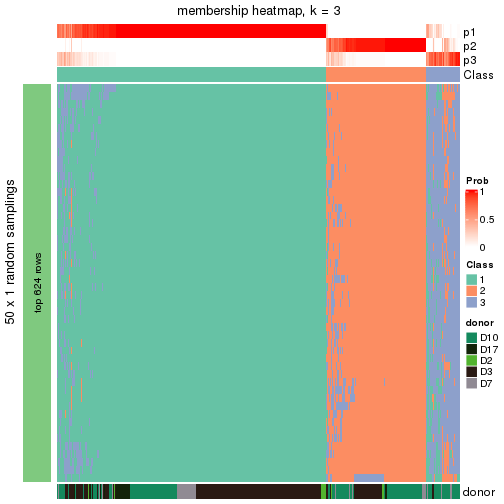 membership heatmap, k = 3
p1
p2
p3
Class
50 x 1 random samplings
top 624 rows
Prob
1
0.5
0
Class
1
2
3
donor
D10
D17
D2
D3
D7
donor